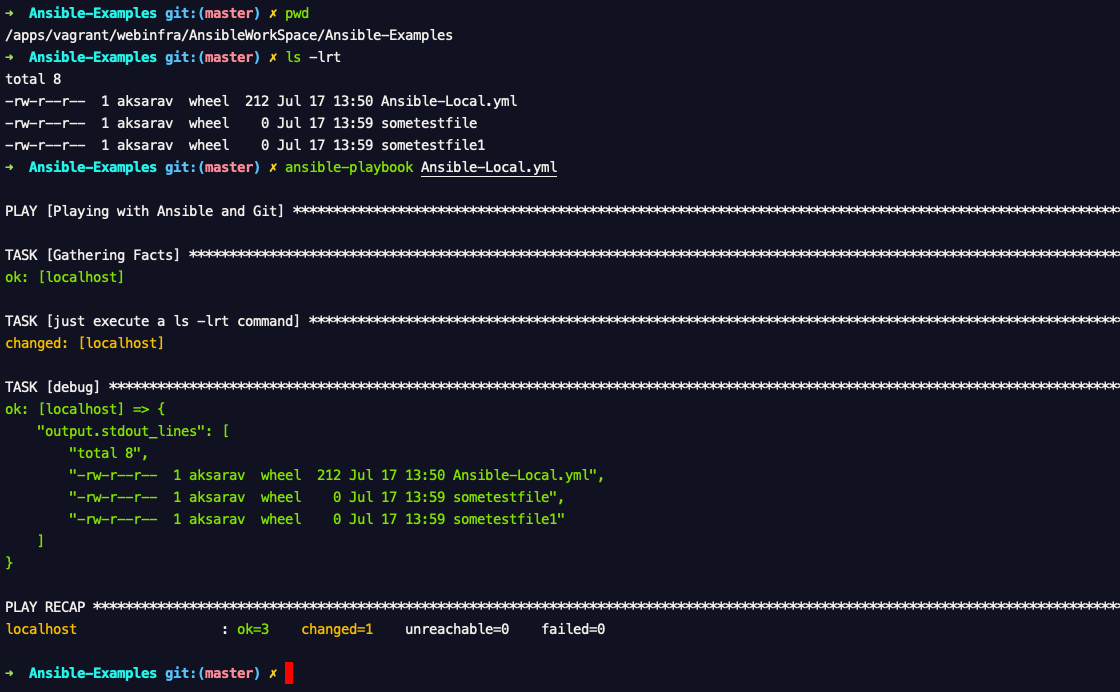 ➜  Ansible-Examples git:(master) ✗ pwd
/apps/vagrant/webinfra/AnsibleWorkSpace/Ansible-Examples
➜  Ansible-Examples git:(master) ✗ ls -lrt
total 8
-rw-r--r--  1 aksarav  wheel  212 Jul 17 13:50 Ansible-Local.yml
-rw-r--r--  1 aksarav  wheel    0 Jul 17 13:59 sometestfile
-rw-r--r--  1 aksarav  wheel    0 Jul 17 13:59 sometestfile1
➜  Ansible-Examples git:(master) ✗ ansible-playbook Ansible-Local.yml
PLAY [Playing with Ansible and Git] *******************************************************************************************************
TASK [Gathering Facts] ********************************************************************************************************************
ok: [localhost]
TASK [just execute a ls -lrt command] *****************************************************************************************************
changed: [localhost]
TASK [debug] ******************************************************************************************************************************
ok: [localhost] => {
    "output.stdout_lines": [
        "total 8",
        "-rw-r--r--  1 aksarav  wheel  212 Jul 17 13:50 Ansible-Local.yml",
        "-rw-r--r--  1 aksarav  wheel    0 Jul 17 13:59 sometestfile",
        "-rw-r--r--  1 aksarav  wheel    0 Jul 17 13:59 sometestfile1"
    ]
}
PLAY RECAP ********************************************************************************************************************************
localhost                  : ok=3    changed=1    unreachable=0    failed=0
➜  Ansible-Examples git:(master) ✗